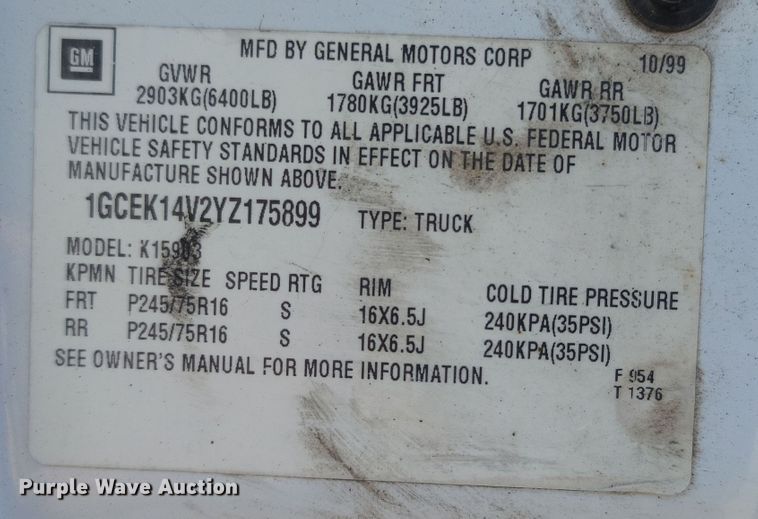 GM
MFD BY GENERAL MOTORS CORP 10/99
GVWR GAWR FRT GAWR RR
2903KG(6400LB) 1780KG(3925LB) 1701KG(3750LB)
THIS VEHICLE CONFORMS TO ALL APPLICABLE U.S. FEDERAL MOTOR
VEHICLE SAFETY STANDARDS IN EFFECT ON THE DATE OF
MANUFACTURE SHOWN ABOVE.
1GCEK14V2YZ175899 TYPE: TRUCK
MODEL: K15903
KPMN TIRE SIZE SPEED RTG RIM COLD TIRE PRESSURE
FRT P245/75R16 S 16X6.5J 240KPA(35PSI)
RR P245/75R16 S 16X6.5J 240KPA(35PSI)
SEE OWNER'S MANUAL FOR MORE INFORMATION.
F 954
T 1376
Purple Wave Auction